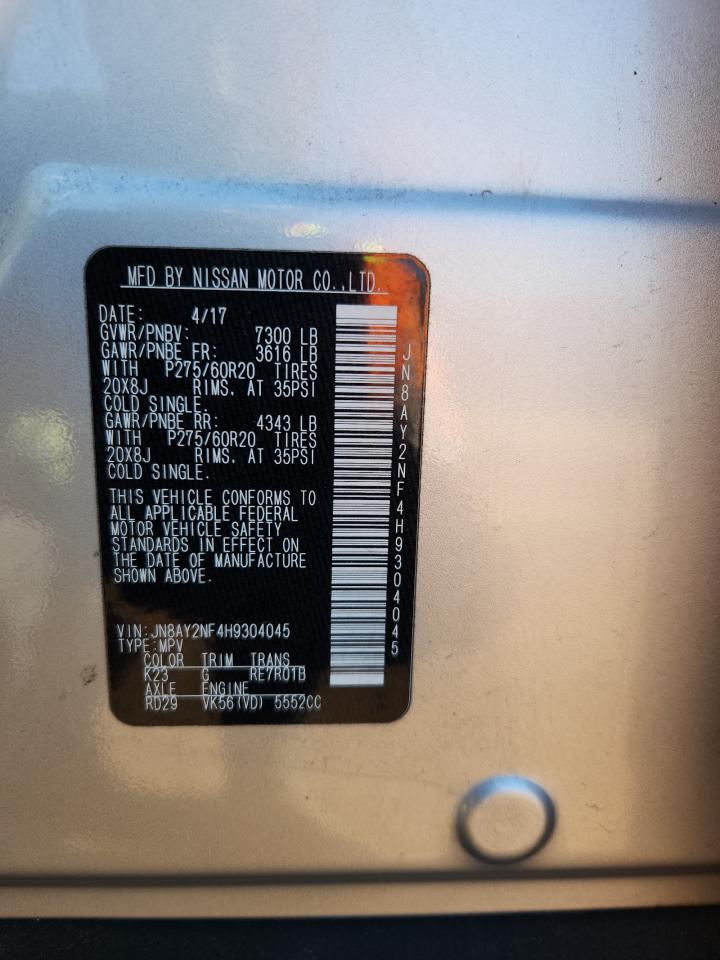 MFD BY NISSAN MOTOR CO.,LTD.
DATE: 4/17
GVWR/PNBV: 7300 LB
GAWR/PNBE FR: 3616 LB
WITH P275/60R20 TIRES
20X8J RIMS. AT 35PSI
COLD SINGLE.
GAWR/PNBE RR: 4343 LB
WITH P275/60R20 TIRES
20X8J RIMS. AT 35PSI
COLD SINGLE.
THIS VEHICLE CONFORMS TO
ALL APPLICABLE FEDERAL
MOTOR VEHICLE SAFETY
STANDARDS IN EFFECT ON
THE DATE OF MANUFACTURE
SHOWN ABOVE.
VIN:JN8AY2NF4H9304045
TYPE:MPV
COLOR TRIM TRANS
K23 G RE7R01B
AXLE ENGINE
RD29 VK56(VD) 5552CC
JN8AY2NF4H9304045